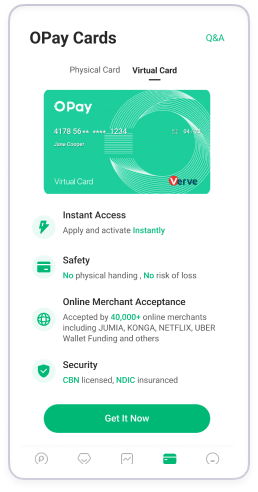 OPay Cards
Q&A
Physical Card
Virtual Card
OPay
4178 56** **** 1234
Jane Cooper
Virtual Card
Verve
Instant Access
Apply and activate Instantly
Safety
No physical handing , No risk of loss
Online Merchant Acceptance
Accepted by 40,000+ online merchants
including JUMIA, KONGA, NETFLIX, UBER
Wallet Funding and others
Security
CBN licensed, NDIC insuranced
Get It Now